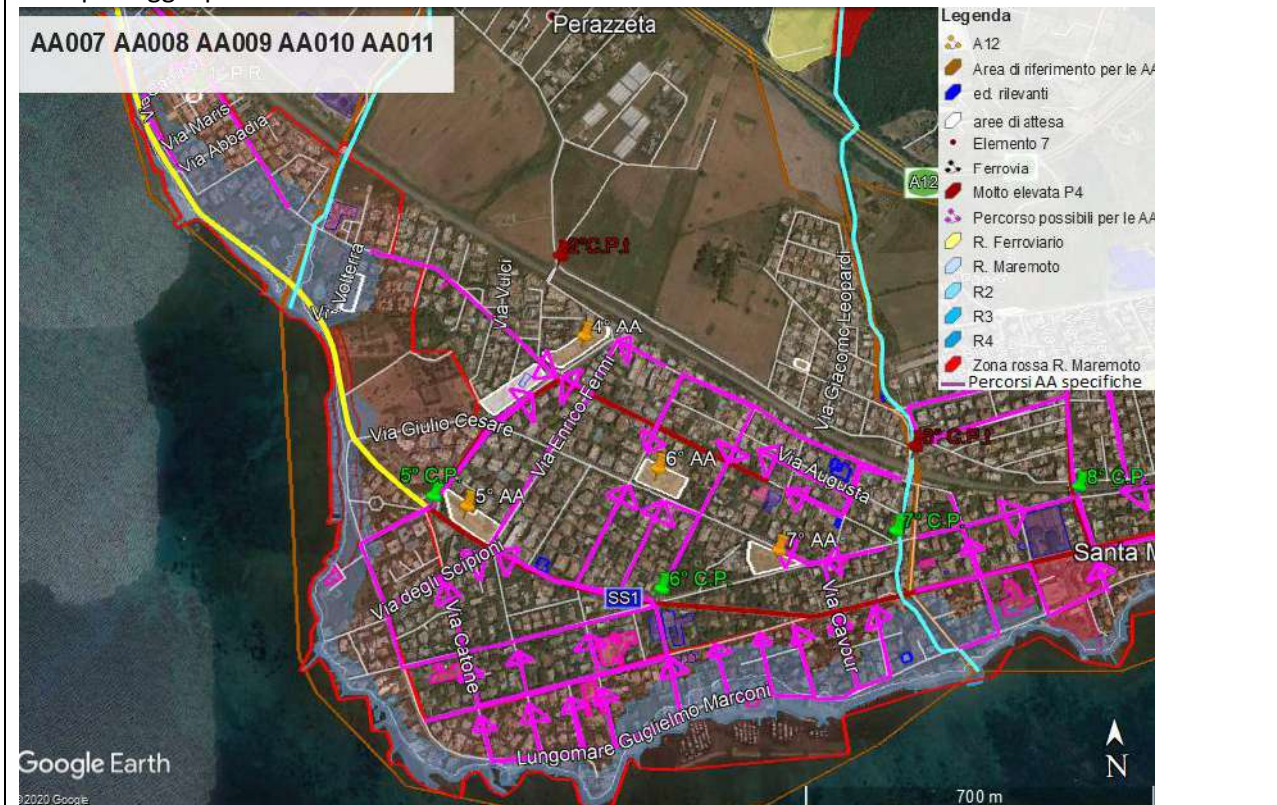 AA007 AA008 AA009 AA010 AA011
Perazzeta
Legenda
A12
Area di riferimento per le AA
ed. rilevanti
aree di attesa
Elemento 7
Ferrovia
Molto elevata P4
Percorso possibili per le AA
R. Ferroviario
R. Maremoto
R2
R3
R4
Zona rossa R. Maremoto
Percorsi AA specifiche
A12
Via Maris
Via Abbadia
Via Volterra
Via Vulci
Via Giacomo Leopardi
4° AA
Via Giulio Cesare
Via Enrico Fermi
6° AA
Via Augusta
5° C.P.
5° AA
8° C.P.
7° C.P.
7° AA
Santa M
Via degli Scipioni
6° C.P.
SS1
Via Catone
Via Cavour
Lungomare Guglielmo Marconi
Google Earth
©2020 Google
N
700 m